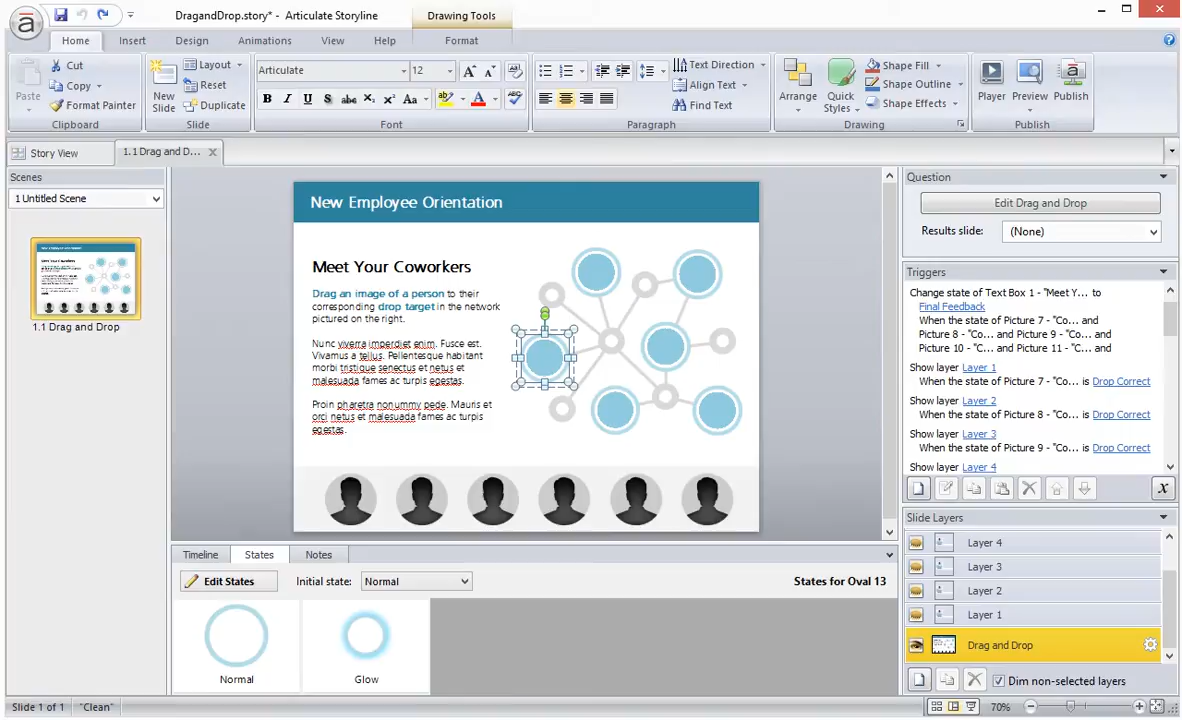 DragandDrop.story* - Articulate Storyline
Drawing Tools
Home
Insert
Design
Animations
View
Help
Format
Paste
Cut
Copy
Format Painter
Clipboard
New Slide
Layout
Reset
Duplicate
Slide
Articulate
12
B I U S abc X₂ X² Aa
Font
Text Direction
Align Text
Find Text
Paragraph
Arrange
Quick Styles
Shape Fill
Shape Outline
Shape Effects
Drawing
Player
Preview
Publish
Publish
Story View
1.1 Drag and D...
Scenes
1 Untitled Scene
1.1 Drag and Drop
New Employee Orientation
Meet Your Coworkers
Drag an image of a person to their
corresponding drop target in the network
pictured on the right.
Nunc viverra imperdiet enim. Fusce est.
Vivamus a tellus. Pellentesque habitant
morbi tristique senectus et netus et
malesuada fames ac turpis egestas.
Proin pharetra nonummy pede. Mauris et
orci netus et malesuada fames ac turpis
egestas.
Timeline
States
Notes
Edit States
Initial state:
Normal
States for Oval 13
Normal
Glow
Question
Edit Drag and Drop
Results slide:
(None)
Triggers
Change state of Text Box 1 - "Meet Y... to
Final Feedback
When the state of Picture 7 - "Co... and
Picture 8 - "Co... and Picture 9 - "Co... and
Picture 10 - "C... and Picture 11 - "C... and
Show layer Layer 1
When the state of Picture 7 - "Co... is Drop Correct
Show layer Layer 2
When the state of Picture 8 - "Co... is Drop Correct
Show layer Layer 3
When the state of Picture 9 - "Co... is Drop Correct
Show layer Layer 4
x
Slide Layers
Layer 4
Layer 3
Layer 2
Layer 1
Drag and Drop
Dim non-selected layers
Slide 1 of 1
"Clean"
70%